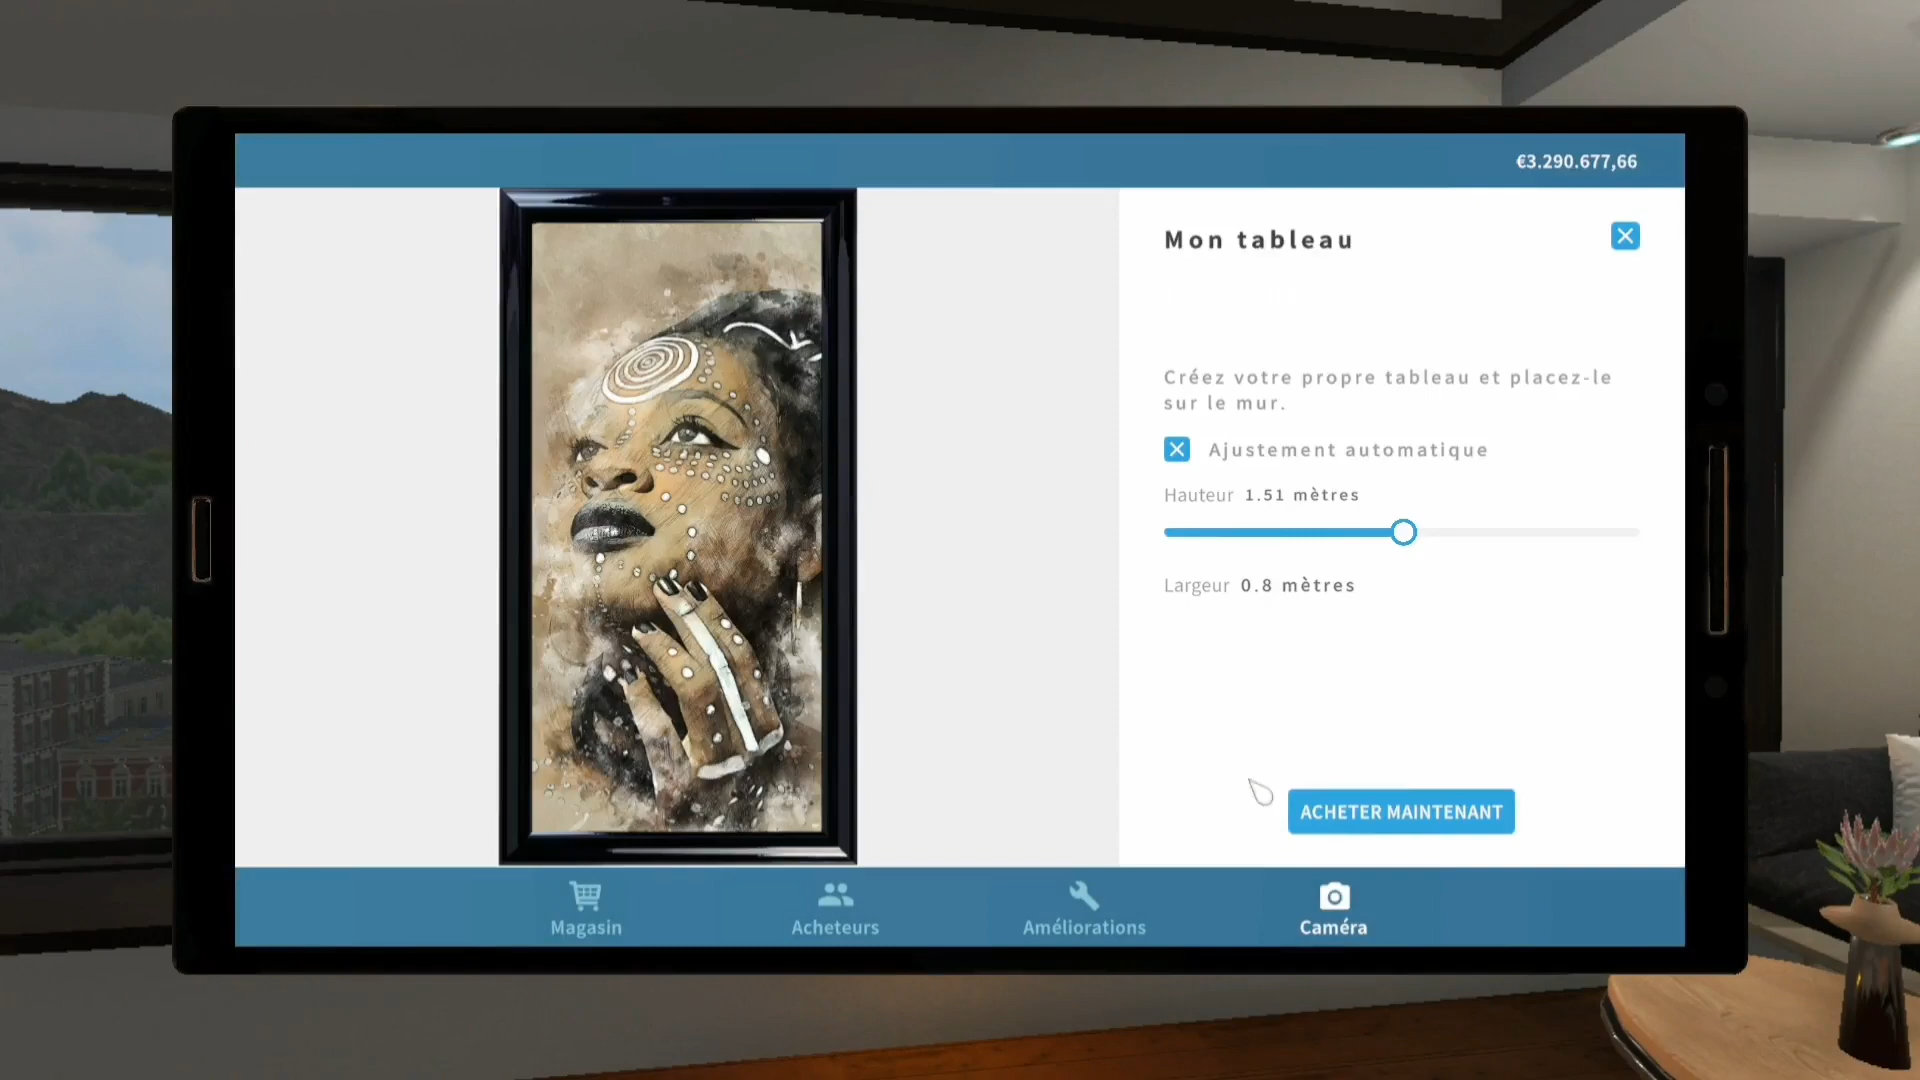 €3.290.677,66
Mon tableau
Créez votre propre tableau et placez-le
sur le mur.
Ajustement automatique
Hauteur 1.51 mètres
Largeur 0.8 mètres
ACHETER MAINTENANT
Magasin
Acheteurs
Améliorations
Caméra